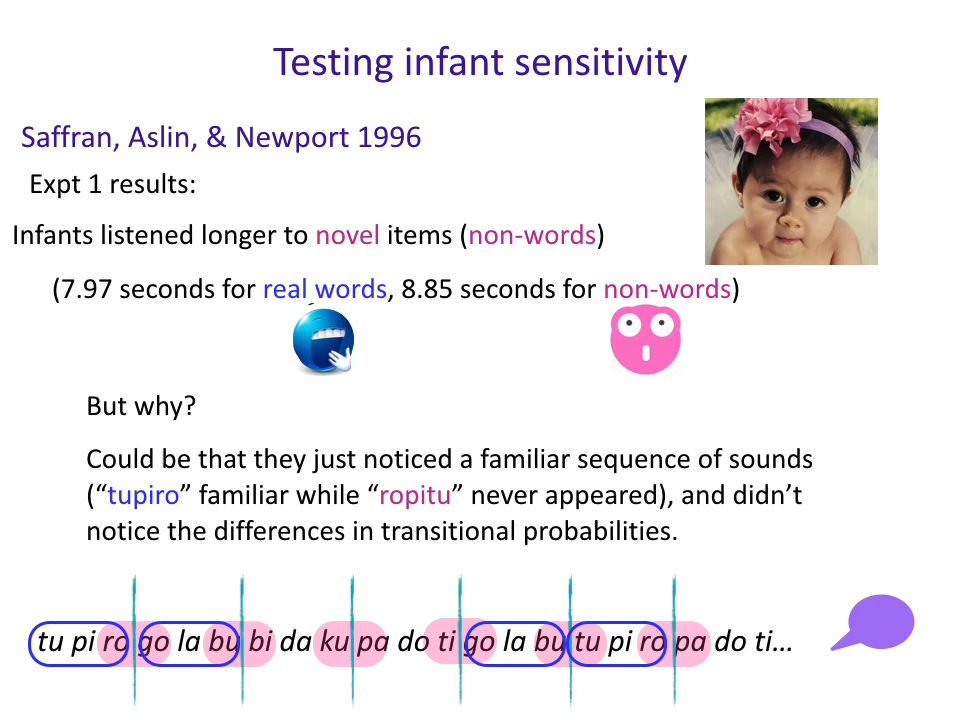 Testing infant sensitivity
Saffran, Aslin, & Newport 1996
Expt 1 results:
Infants listened longer to novel items (non-words)
(7.97 seconds for real words, 8.85 seconds for non-words)
But why?
Could be that they just noticed a familiar sequence of sounds
(“tupiro” familiar while “ropitu” never appeared), and didn’t
notice the differences in transitional probabilities.
tu pi ro go la bu bi da ku pa do ti go la bu tu pi ro pa do ti…